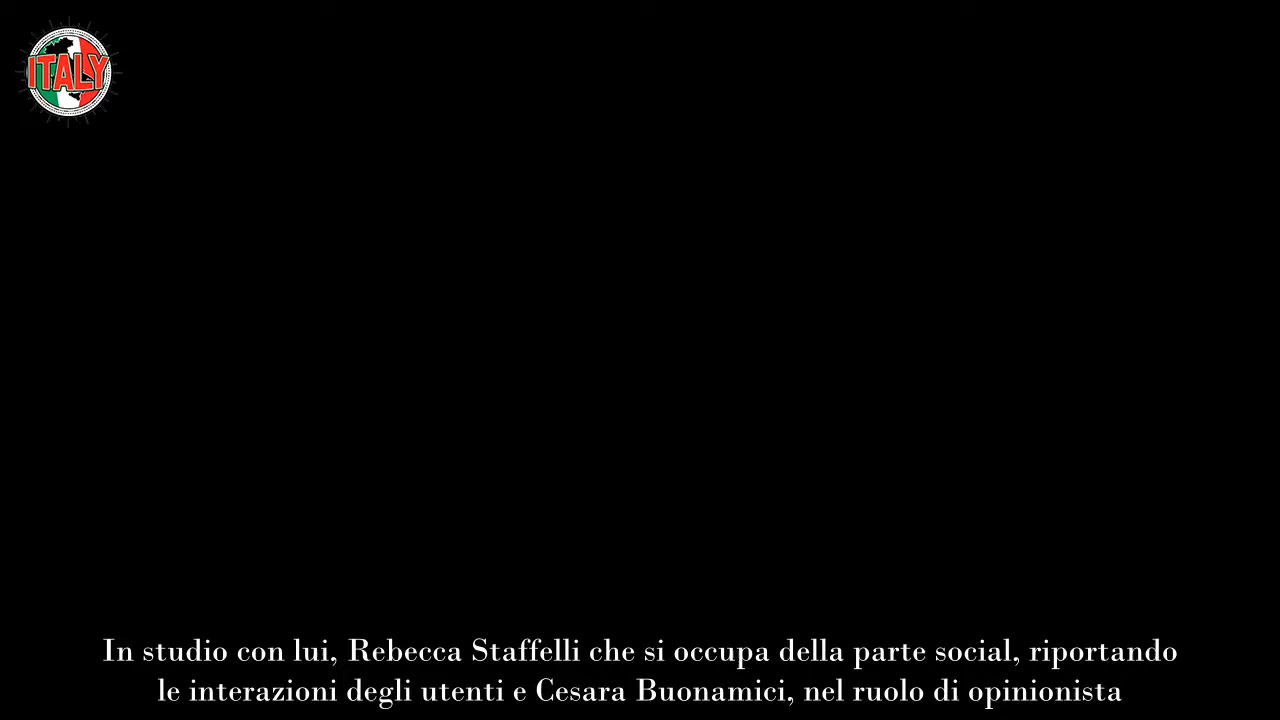 ITALY
In studio con lui, Rebecca Staffelli che si occupa della parte social, riportando
le interazioni degli utenti e Cesara Buonamici, nel ruolo di opinionista